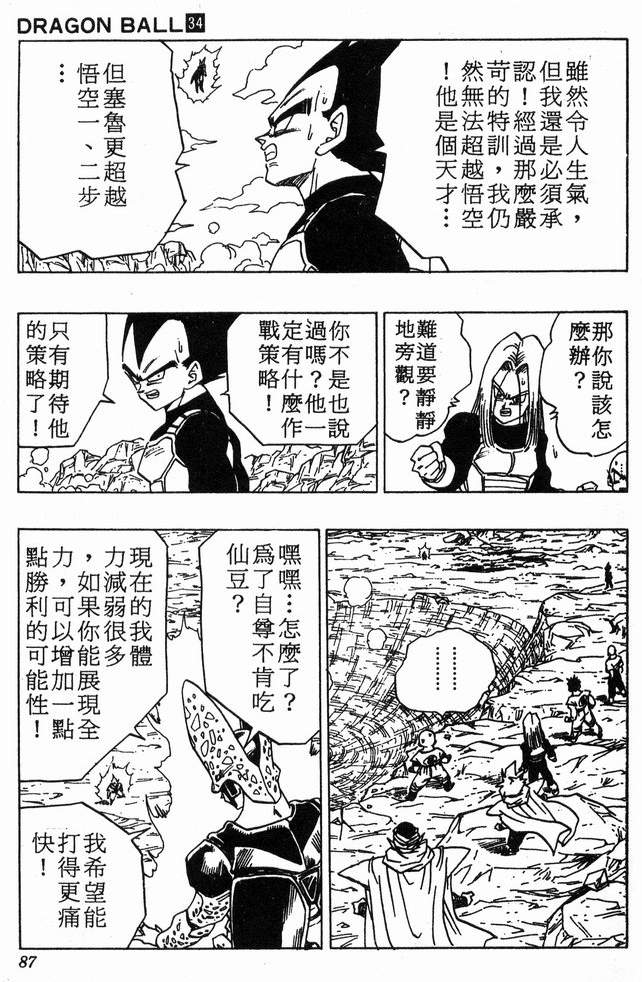 DRAGON BALL 34
雖然令人生氣，
但我還是必須承
認！經過那麼嚴
苛的特訓，我仍
然無法超越悟空
！他是個天才…
但塞魯更超越
悟空一、二步
…
那你說該怎
麼辦？
難道要靜靜
地旁觀？
你不是也說
過嗎？他一
定有什麼作
戰策略！
只有期待他
的策略了！
……
嘿嘿…怎麼了？
爲了自尊不肯吃
仙豆？
現在的我體
力減弱很多
，如果你能展現全
力，可以增加一點
點勝利的可能性！
我希望能
打得更痛
快！
87